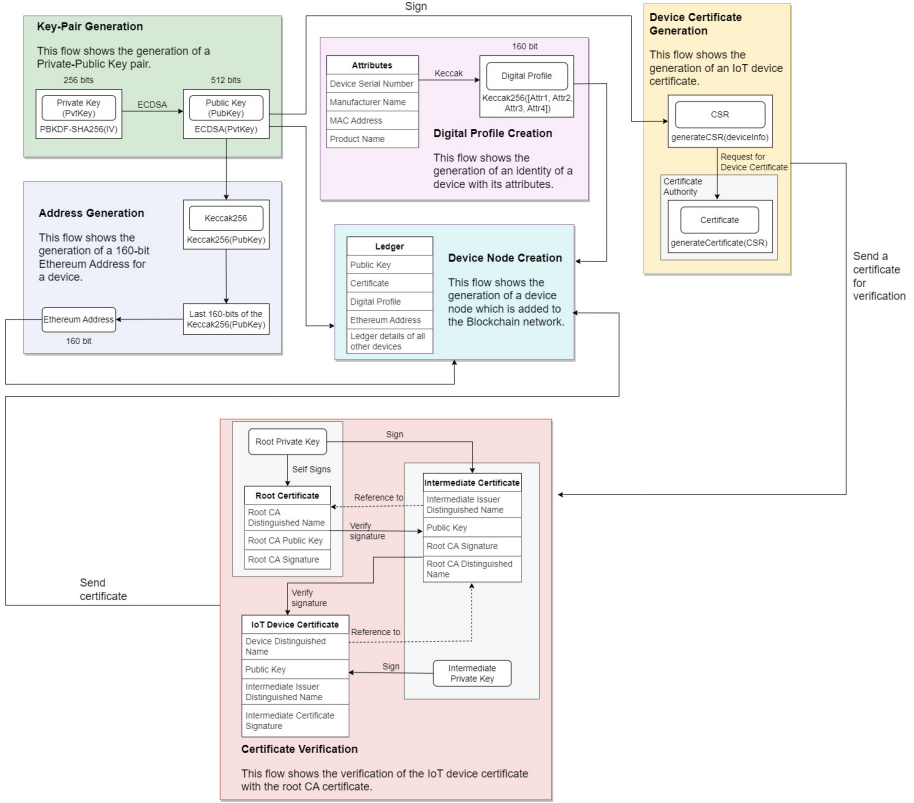 Sign
Key-Pair Generation
This flow shows the generation of a
Private-Public Key pair.
256 bits
512 bits
Private Key
(PvtKey)
PBKDF-SHA256(IV)
ECDSA
Public Key
(PubKey)
ECDSA(PvtKey)
Attributes
Device Serial Number
Manufacturer Name
MAC Address
Product Name
Keccak
160 bit
Digital Profile
Keccak256([Attr1, Attr2,
Attr3, Attr4])
Digital Profile Creation
This flow shows the
generation of an identity of a
device with its attributes.
Device Certificate
Generation
This flow shows the
generation of an IoT device
certificate.
CSR
generateCSR(deviceInfo)
Request for
Device Certificate
Certificate
Authority
Certificate
generateCertificate(CSR)
Address Generation
This flow shows the
generation of a 160-bit
Ethereum Address for
a device.
Keccak256
Keccak256(PubKey)
Last 160-bits of the
Keccak256(PubKey)
Ethereum Address
160 bit
Ledger
Public Key
Certificate
Digital Profile
Ethereum Address
Ledger details of all
other devices
Device Node Creation
This flow shows the
generation of a device
node which is added to
the Blockchain network.
Send a
certificate
for
verification
Root Private Key
Sign
Self Signs
Root Certificate
Root CA
Distinguished Name
Root CA Public Key
Root CA Signature
Reference to
Verify
signature
Intermediate Certificate
Intermediate Issuer
Distinguished Name
Public Key
Root CA Signature
Root CA Distinguished
Name
Send
certificate
Verify
signature
IoT Device Certificate
Device Distinguished
Name
Public Key
Intermediate Issuer
Distinguished Name
Intermediate Certificate
Signature
Reference to
Sign
Intermediate
Private Key
Certificate Verification
This flow shows the verification of the IoT device certificate
with the root CA certificate.